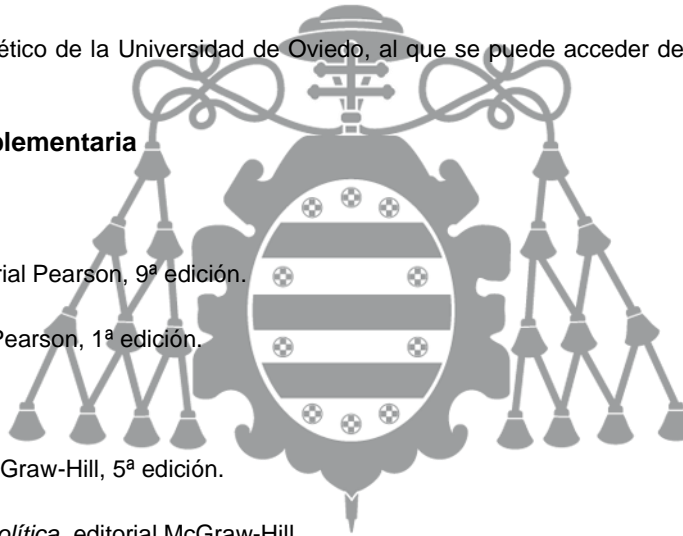 ético de la Universidad de Oviedo, al que se puede acceder de
plementaria
rial Pearson, 9ª edición.
Pearson, 1ª edición.
Graw-Hill, 5ª edición.
olítica, editorial McGraw-Hill